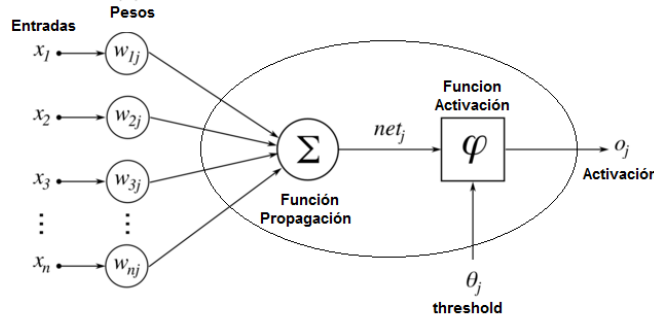 Pesos
Entradas
x₁
w₁ⱼ
x₂
w₂ⱼ
x₃
w₃ⱼ
⋮
⋮
xₙ
wₙⱼ
Σ
Función
Propagación
netⱼ
Funcion
Activación
φ
oⱼ
Activación
θⱼ
threshold